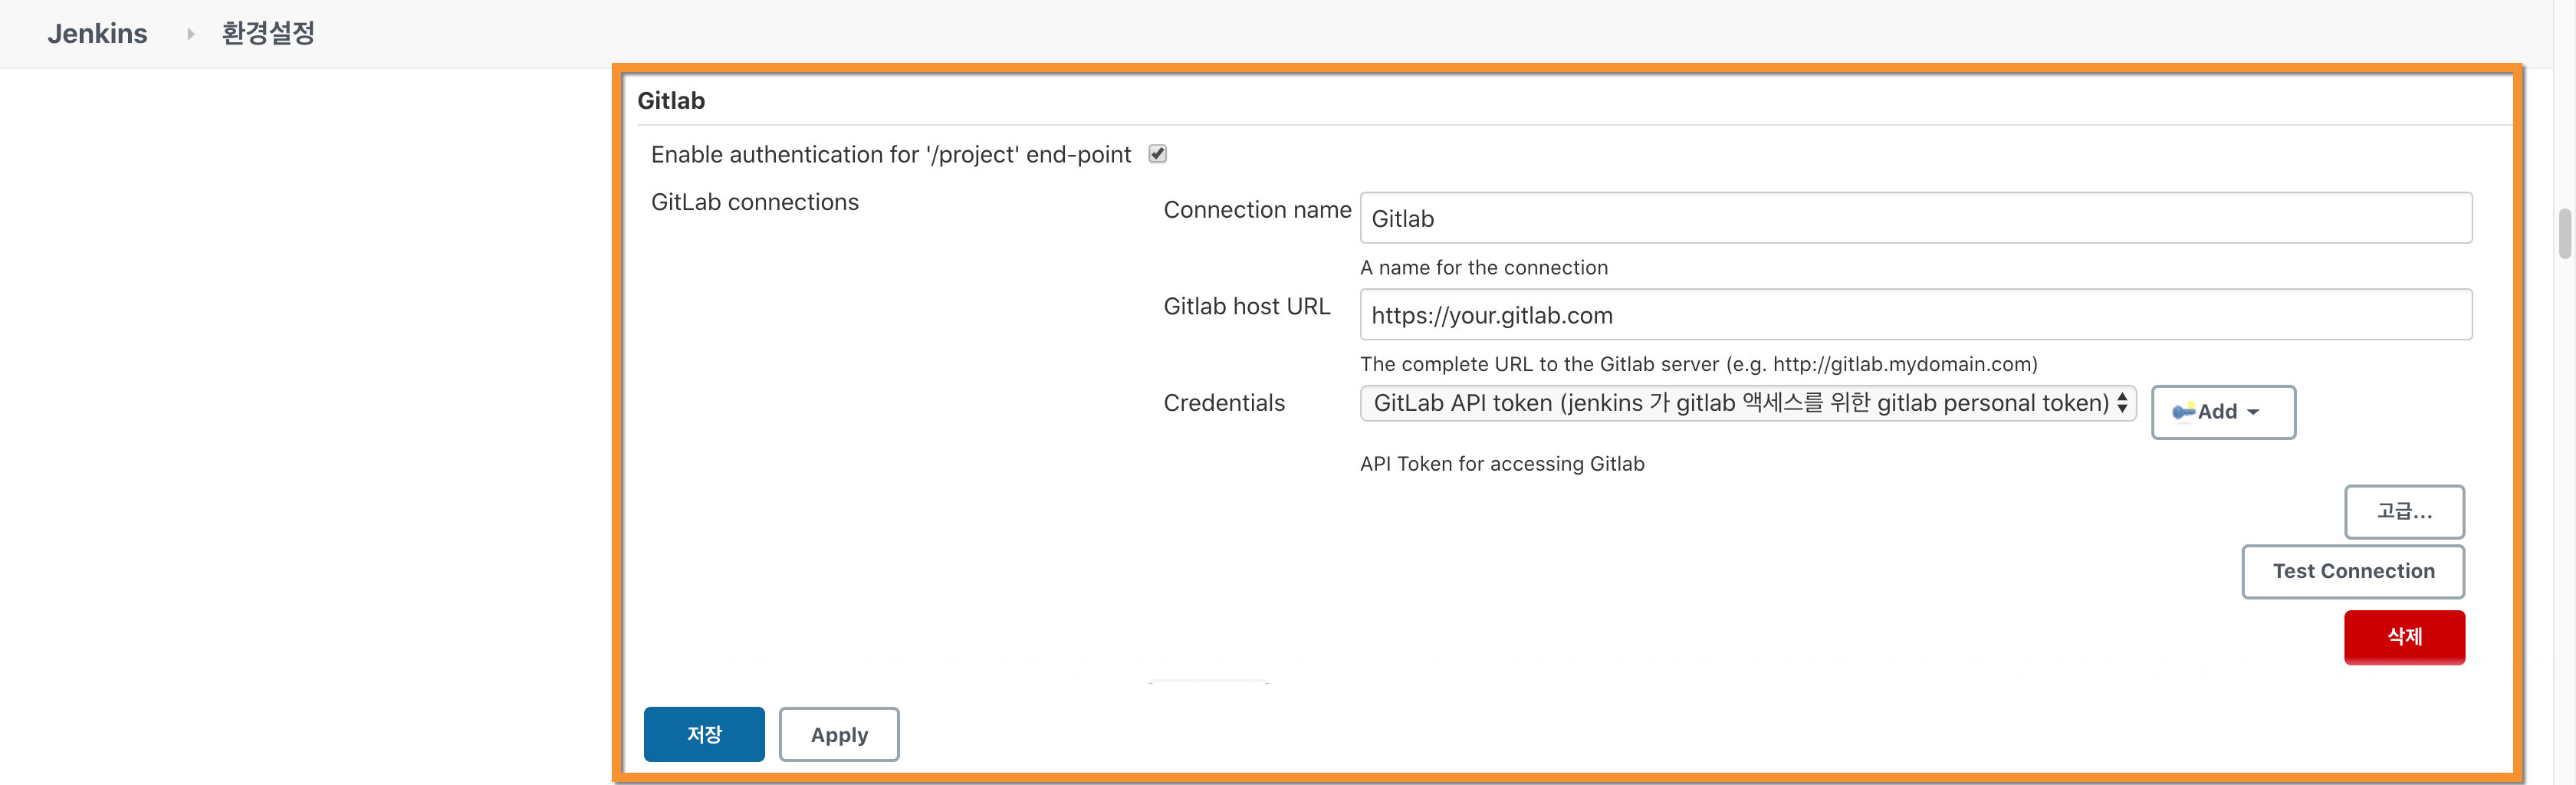 Jenkins 환경설정
Gitlab
Enable authentication for '/project' end-point
GitLab connections
Connection name Gitlab
A name for the connection
Gitlab host URL https://your.gitlab.com
The complete URL to the Gitlab server (e.g. http://gitlab.mydomain.com)
Credentials GitLab API token (jenkins 가 gitlab 액세스를 위한 gitlab personal token) Add
API Token for accessing Gitlab
고급...
Test Connection
삭제
저장 Apply